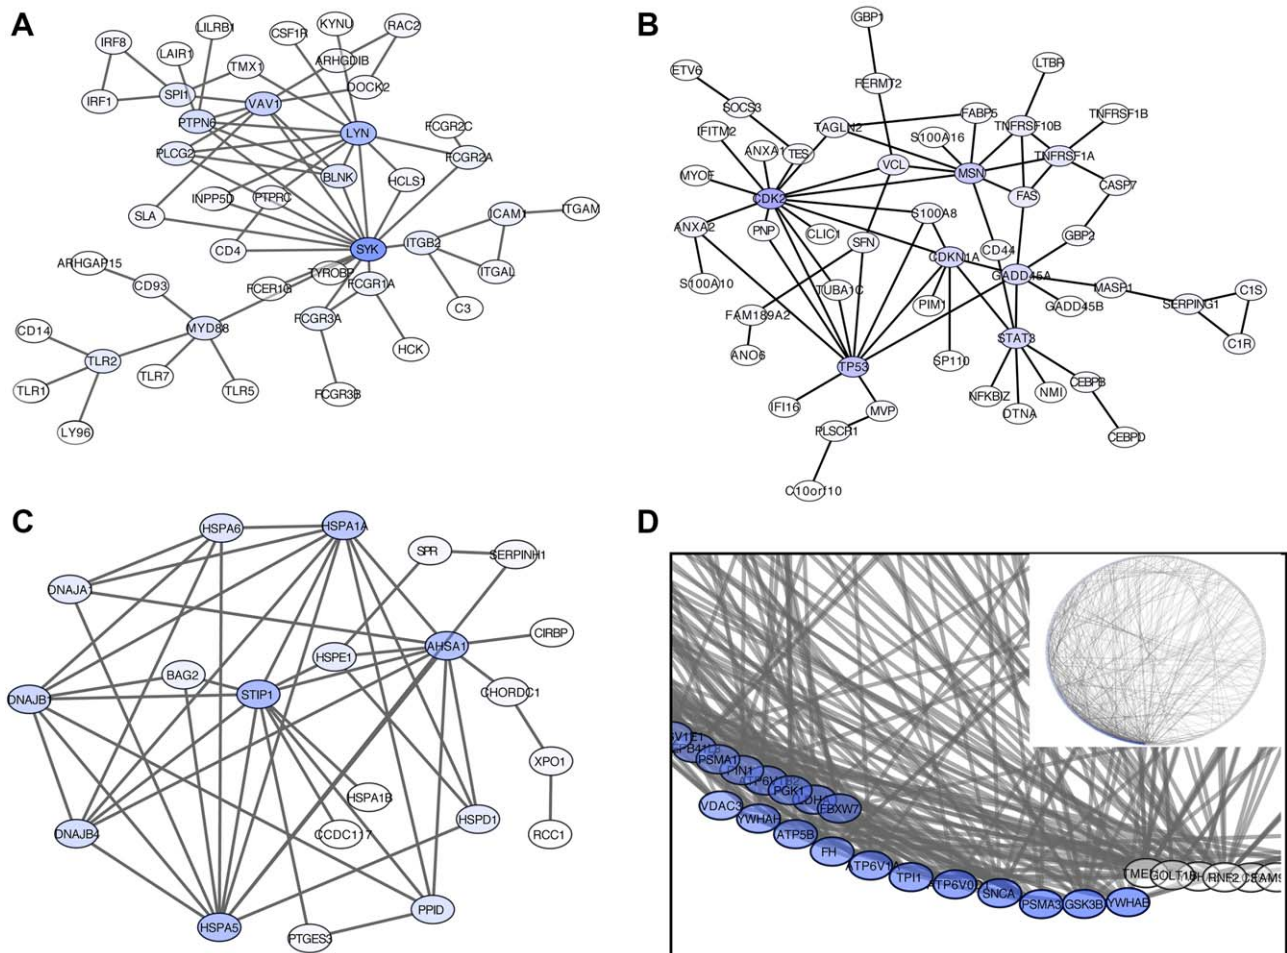 A
LILRB1
KYNU
CSF1R
RAC2
IRF8
LAIR1
TMX1
ARHGDIB
DOCK2
IRF1
SPI1
VAV1
PTPN6
LYN
FCGR2C
PLCG2
FCGR2A
BLNK
HCLS1
INPP5D
PTPRC
SLA
ICAM1
ITGAM
CD4
SYK
ITGB2
ARHGAP15
CD93
TYROBP
FCER1G
FCGR1A
ITGAL
C3
CD14
MYD88
FCGR3A
TLR2
HCK
TLR7
TLR5
TLR1
FCGR3B
LY96
B
GBP1
ETV6
FERMT2
LTBR
SOCS3
IFITM2
TAGLN2
FABP5
TNFRSF10B
TNFRSF1B
ANXA1
TES
S100A16
TNFRSF1A
MYOF
VCL
MSN
CDK2
FAS
CASP7
ANXA2
PNP
CLIC1
S100A8
SFN
CD44
GBP2
CDKN1A
GADD45A
S100A10
TUBA1C
PIM1
GADD45B
MASP1
SERPING1
C1S
C1R
FAM189A2
ANO6
TP53
SP110
STAT3
NFKBIZ
NMI
DTNA
CEBPB
IFI16
MVP
PLSCR1
CEBPD
C10orf10
C
HSPA6
HSPA1A
SPR
SERPINH1
DNAJA1
CIRBP
AHSA1
HSPE1
BAG2
STIP1
DNAJB1
CHORDC1
XPO1
HSPA1B
CCDC117
HSPD1
RCC1
DNAJB4
PPID
HSPA5
PTGES3
D
PSMA1
PIN1
PGK1
FBXW7
VDAC3
YWHAH
ATP5B
FH
ATP6V1A
TPI1
ATP6V0D1
SNCA
PSMA3
GSK3B
YWHAB
GOLT1B
RNF2